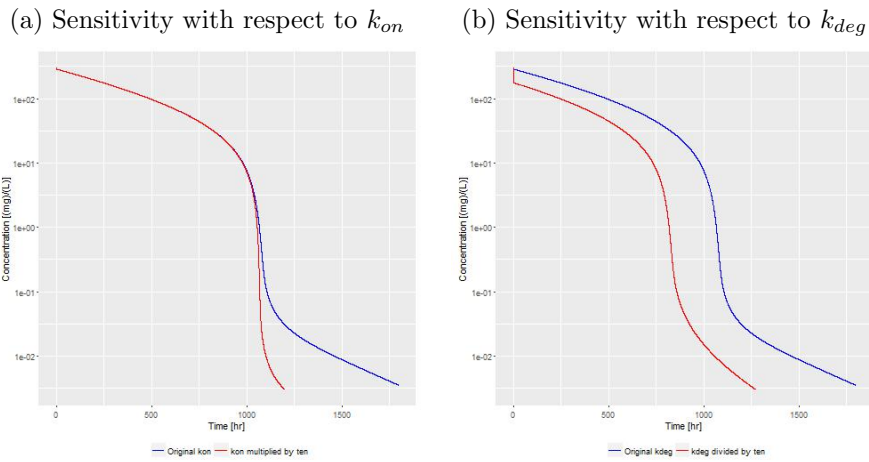 (a) Sensitivity with respect to k_on
(b) Sensitivity with respect to k_deg
Concentration [(mg)/(L)]
1e+02
1e+01
1e+00
1e-01
1e-02
0
500
1000
1500
Time [hr]
Original kon
kon multiplied by ten
Concentration [(mg)/(L)]
1e+02
1e+01
1e+00
1e-01
1e-02
0
500
1000
1500
Time [hr]
Original kdeg
kdeg divided by ten